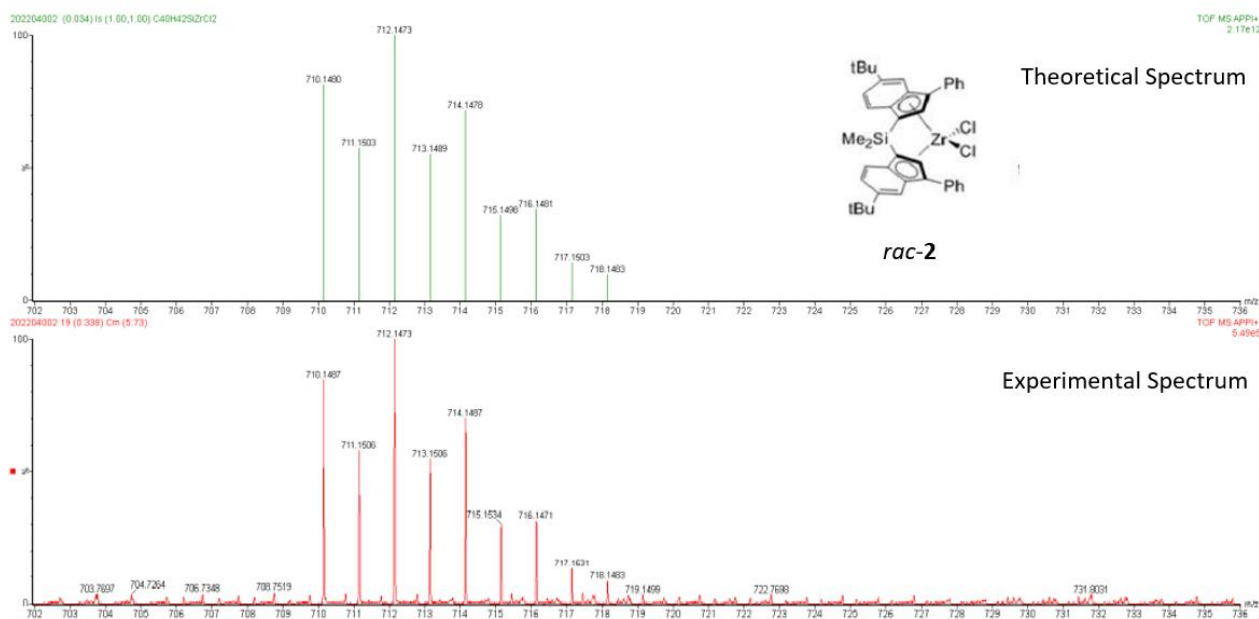 202204002 (0.034) Is (1.00,1.00) C40H42SiZrCl2
TOF MS APPI+
2.17e12
100
%
0
710.1480
711.1503
712.1473
713.1489
714.1478
715.1498
716.1481
717.1503
718.1483
Theoretical Spectrum
tBu
Ph
Me2Si
Zr
Cl
Cl
Ph
tBu
rac-2
702 703 704 705 706 707 708 709 710 711 712 713 714 715 716 717 718 719 720 721 722 723 724 725 726 727 728 729 730 731 732 733 734 735 736 m/z
202204002 19 (0.339) Cm (5:73)
TOF MS APPI+
100
%
0
Experimental Spectrum
703.7697
704.7264
706.7348
708.7519
710.1487
711.1506
712.1473
713.1506
714.1487
715.1534
716.1471
717.1531
718.1483
719.1499
722.7698
731.8031
702 703 704 705 706 707 708 709 710 711 712 713 714 715 716 717 718 719 720 721 722 723 724 725 726 727 728 729 730 731 732 733 734 735 736 m/z